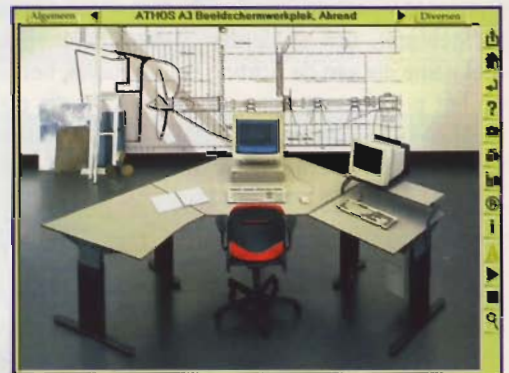 Algemeen
ATHOS A3 Beeldschermwerkplek, Ahrend
Diversen
?
®
i
A